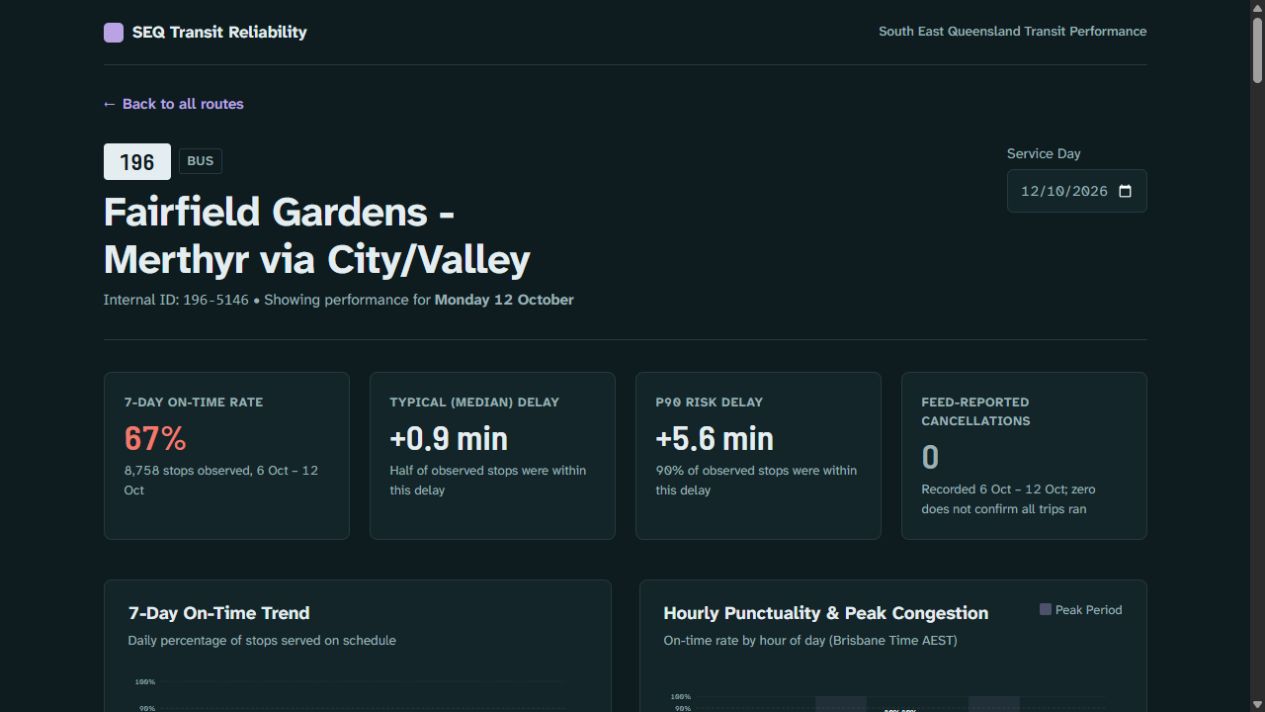 SEQ Transit Reliability
South East Queensland Transit Performance
← Back to all routes
196
BUS
Service Day
12/10/2026
Fairfield Gardens -
Merthyr via City/Valley
Internal ID: 196-5146 • Showing performance for Monday 12 October
7-DAY ON-TIME RATE
67%
8,758 stops observed, 6 Oct – 12
Oct
TYPICAL (MEDIAN) DELAY
+0.9 min
Half of observed stops were within
this delay
P90 RISK DELAY
+5.6 min
90% of observed stops were within
this delay
FEED-REPORTED
CANCELLATIONS
0
Recorded 6 Oct – 12 Oct; zero
does not confirm all trips ran
7-Day On-Time Trend
Daily percentage of stops served on schedule
100%
90%
Hourly Punctuality & Peak Congestion
Peak Period
On-time rate by hour of day (Brisbane Time AEST)
100%
90%